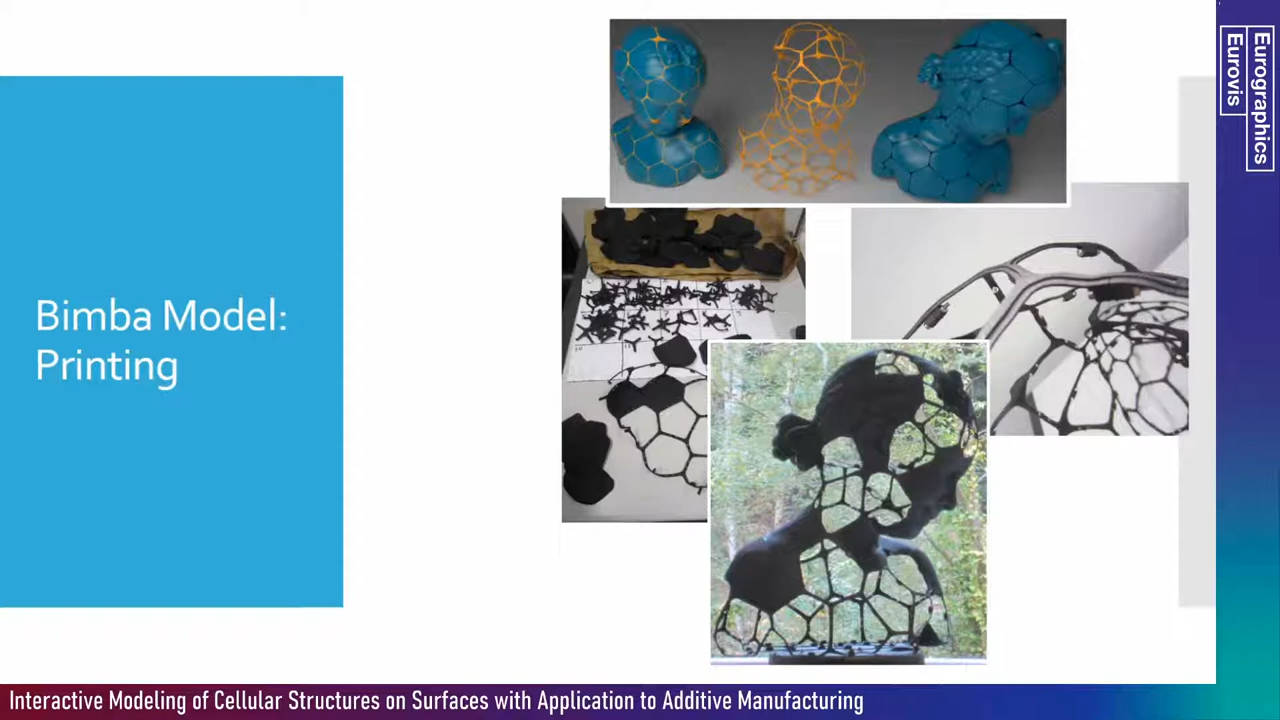 Bimba Model:
Printing
Eurographics
Eurovis
Interactive Modeling of Cellular Structures on Surfaces with Application to Additive Manufacturing